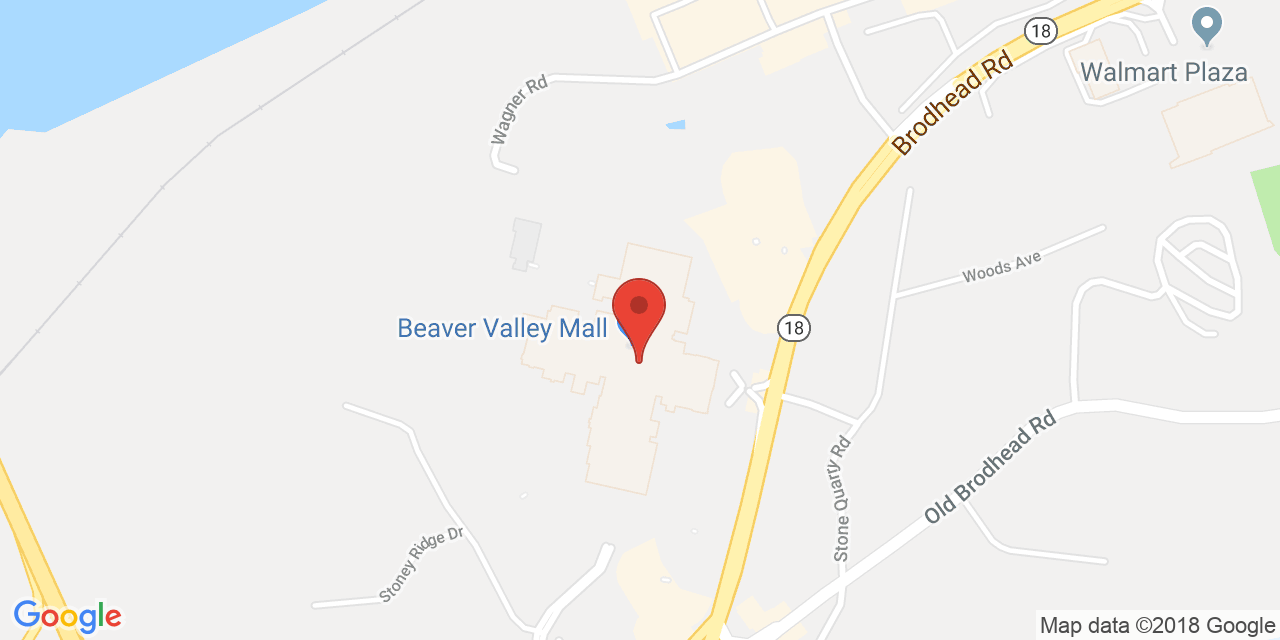 18
Walmart Plaza
Brodhead Rd
Wagner Rd
Woods Ave
Beaver Valley Mall
18
Old Brodhead Rd
Stone Quarry Rd
Stoney Ridge Dr
Google
Map data ©2018 Google